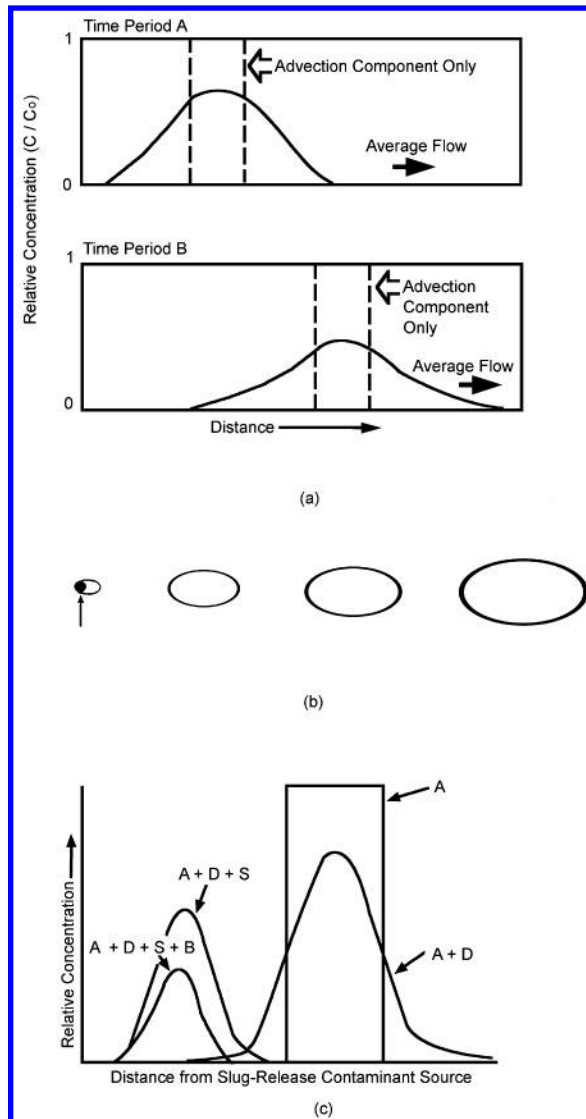 Time Period A
1
Advection Component Only
Average Flow
0
Relative Concentration (C / Co)
Time Period B
1
Advection
Component
Only
Average Flow
0
Distance
(a)
(b)
A
A + D + S
A + D + S + B
A + D
Relative Concentration
Distance from Slug-Release Contaminant Source
(c)